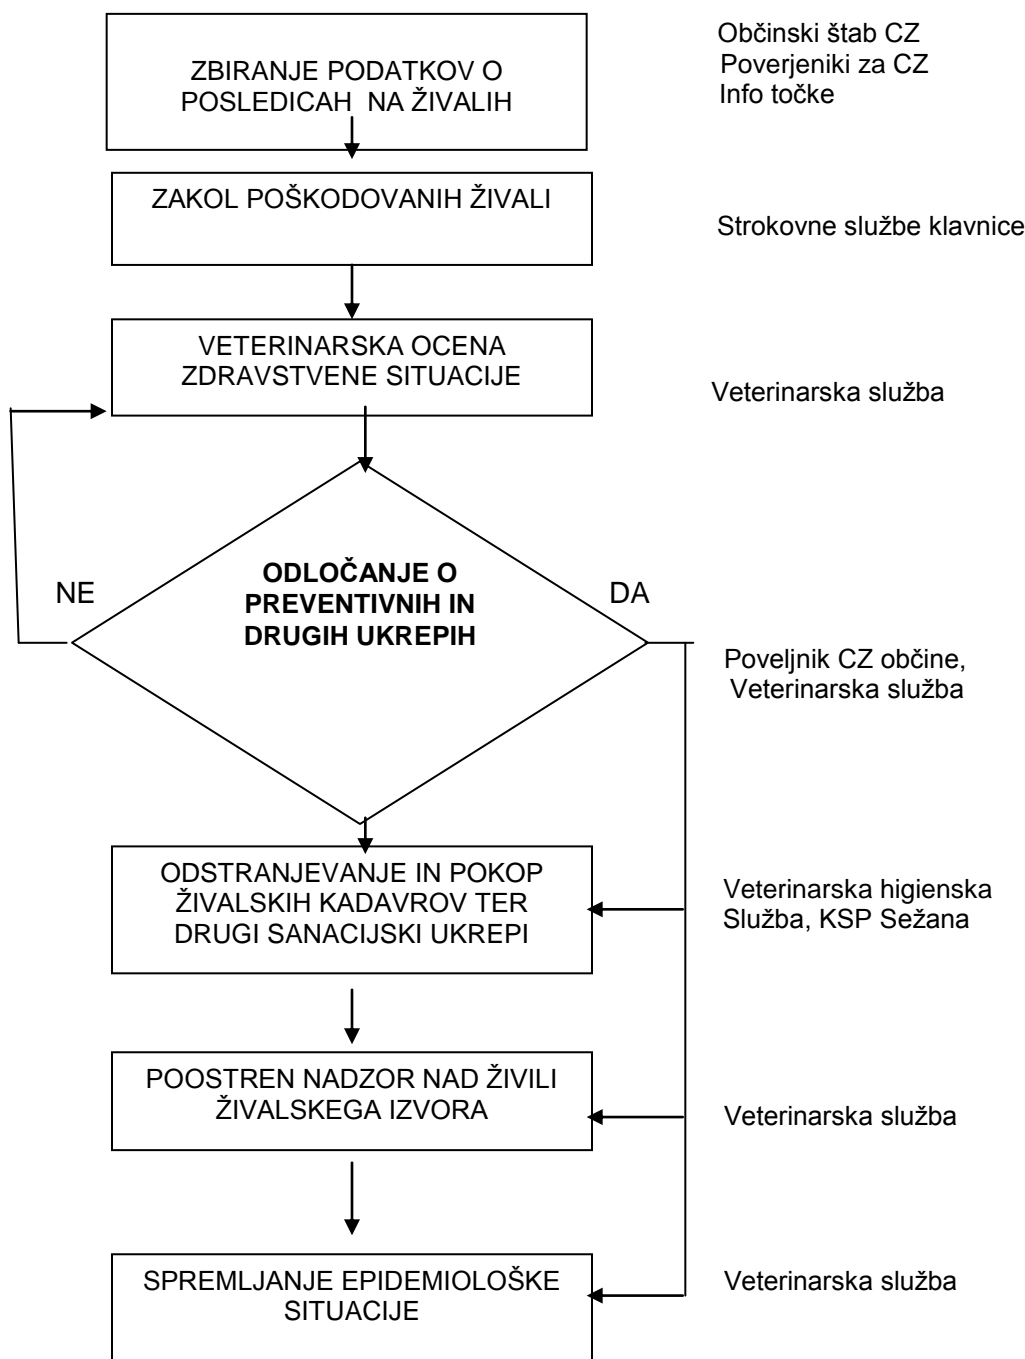 Občinski štab CZ
Poverjeniki za CZ
Info točke
ZBIRANJE PODATKOV O
POSLEDICAH NA ŽIVALIH
ZAKOL POŠKODOVANIH ŽIVALI
Strokovne službe klavnice
VETERINARSKA OCENA
ZDRAVSTVENE SITUACIJE
Veterinarska služba
ODLOČANJE O
PREVENTIVNIH IN
DRUGIH UKREPIH
NE
DA
Poveljnik CZ občine,
Veterinarska služba
ODSTRANJEVANJE IN POKOP
ŽIVALSKIH KADAVROV TER
DRUGI SANACIJSKI UKREPI
Veterinarska higienska
Služba, KSP Sežana
POOSTREN NADZOR NAD ŽIVILI
ŽIVALSKEGA IZVORA
Veterinarska služba
SPREMLJANJE EPIDEMIOLOŠKE
SITUACIJE
Veterinarska služba